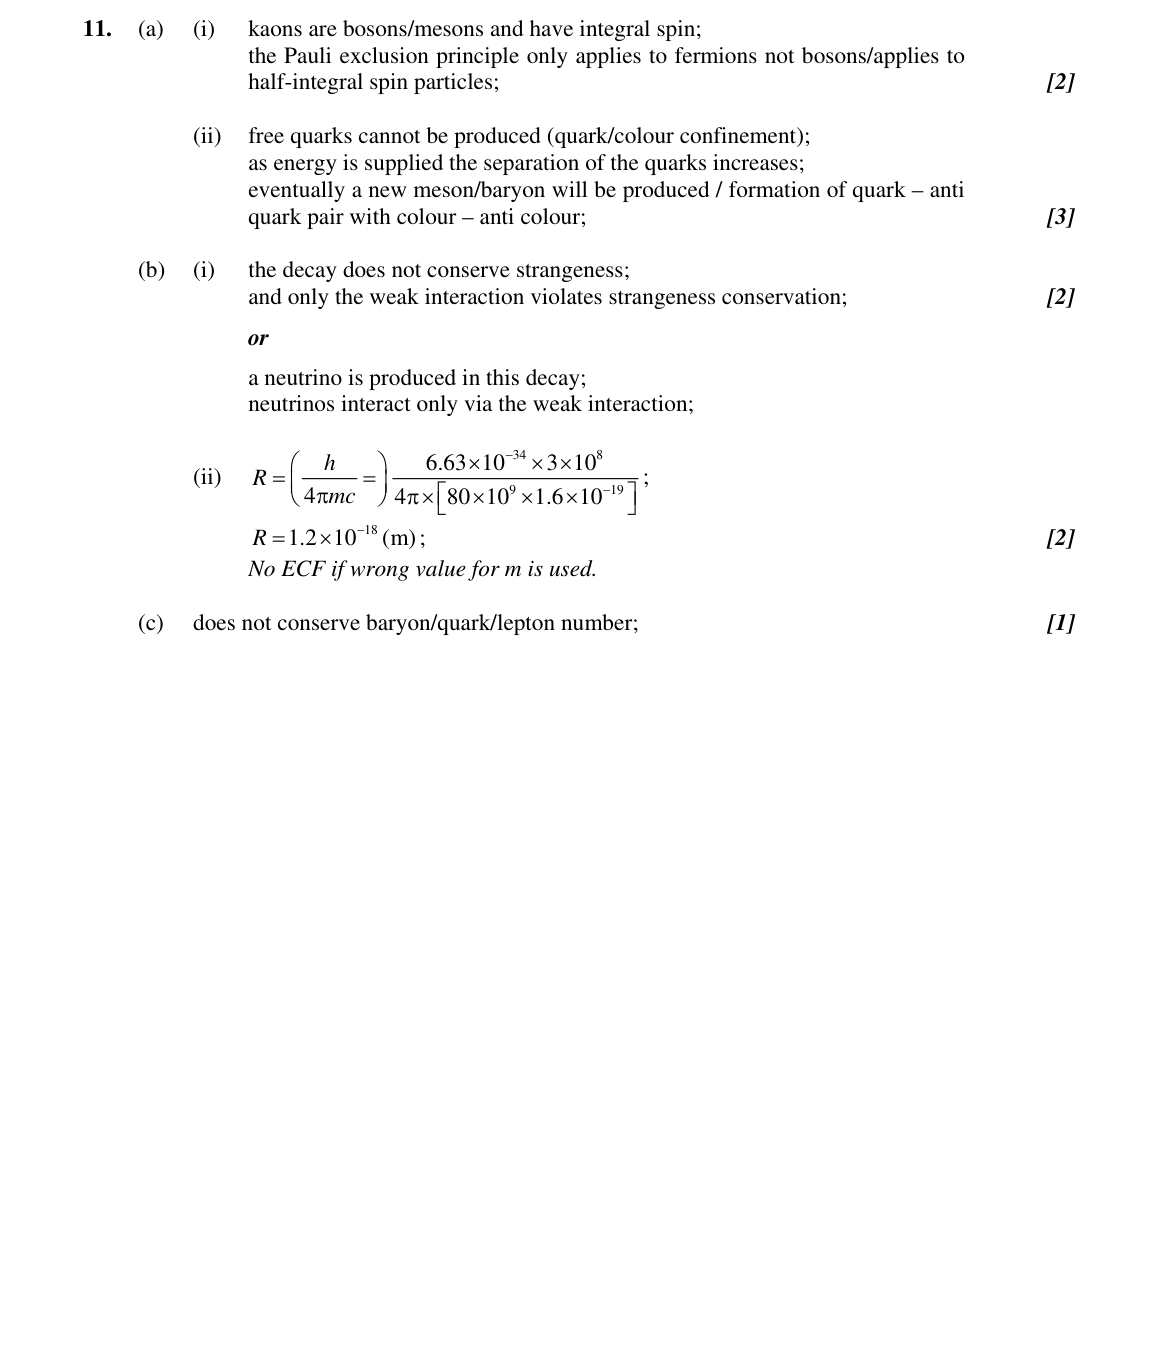 11. (a) (i) kaons are bosons/mesons and have integral spin;
the Pauli exclusion principle only applies to fermions not bosons/applies to
half-integral spin particles; [2]
(ii) free quarks cannot be produced (quark/colour confinement);
as energy is supplied the separation of the quarks increases;
eventually a new meson/baryon will be produced / formation of quark – anti
quark pair with colour – anti colour; [3]
(b) (i) the decay does not conserve strangeness;
and only the weak interaction violates strangeness conservation; [2]
or
a neutrino is produced in this decay;
neutrinos interact only via the weak interaction;
(ii) R = (h/4πmc =) 6.63×10⁻³⁴ × 3×10⁸ / 4π×[80×10⁹ ×1.6×10⁻¹⁹] ;
R = 1.2×10⁻¹⁸ (m) ; [2]
No ECF if wrong value for m is used.
(c) does not conserve baryon/quark/lepton number; [1]